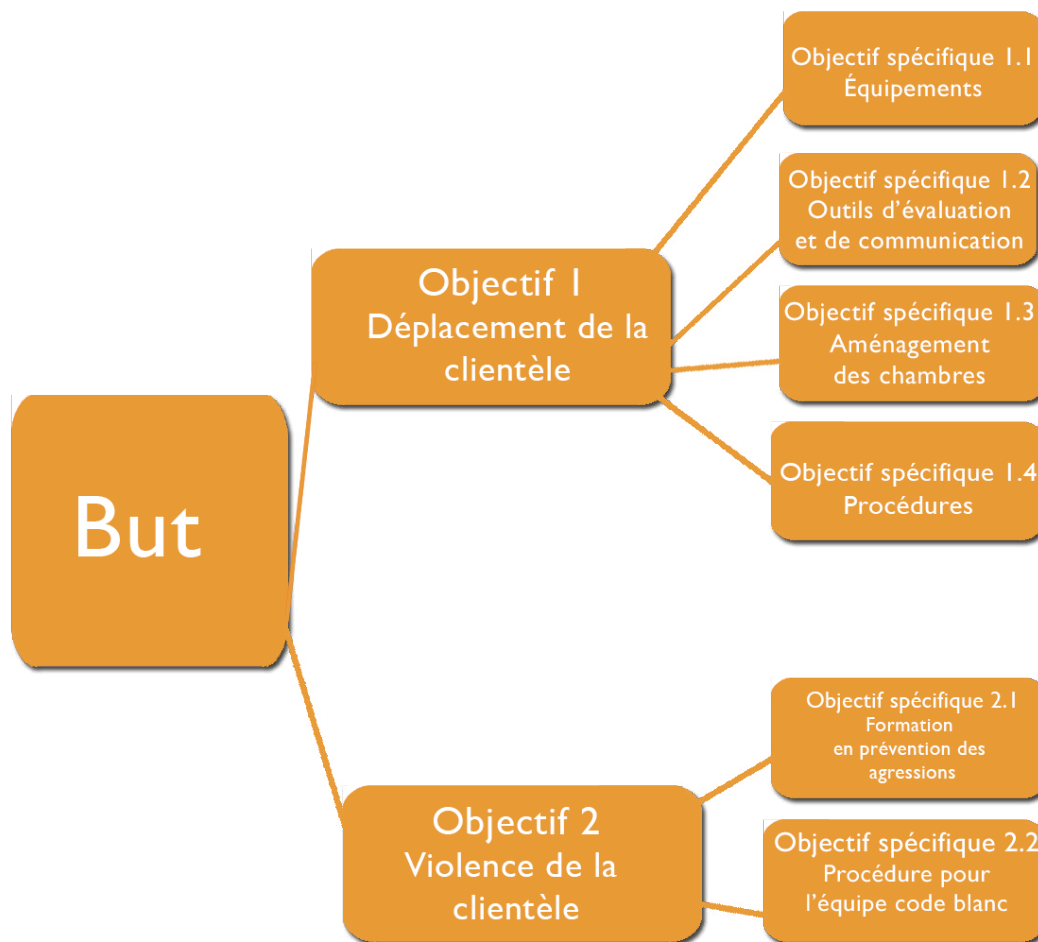 But
Objectif 1
Déplacement de la
clientèle
Objectif spécifique 1.1
Équipements
Objectif spécifique 1.2
Outils d’évaluation
et de communication
Objectif spécifique 1.3
Aménagement
des chambres
Objectif spécifique 1.4
Procédures
Objectif 2
Violence de la
clientèle
Objectif spécifique 2.1
Formation
en prévention des
agressions
Objectif spécifique 2.2
Procédure pour
l’équipe code blanc